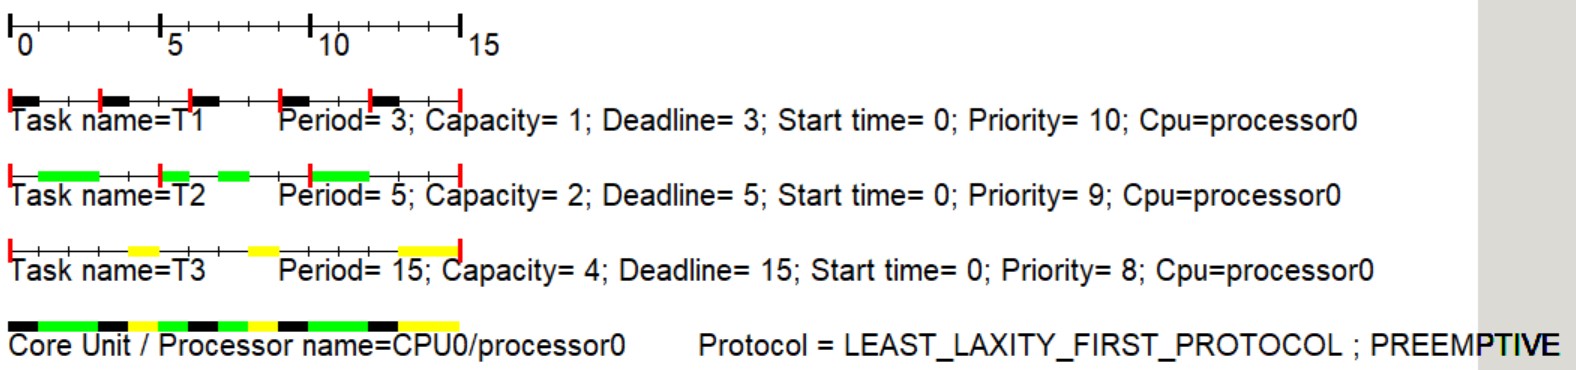 0 5 10 15
Task name=T1 Period= 3; Capacity= 1; Deadline= 3; Start time= 0; Priority= 10; Cpu=processor0
Task name=T2 Period= 5; Capacity= 2; Deadline= 5; Start time= 0; Priority= 9; Cpu=processor0
Task name=T3 Period= 15; Capacity= 4; Deadline= 15; Start time= 0; Priority= 8; Cpu=processor0
Core Unit / Processor name=CPU0/processor0 Protocol = LEAST_LAXITY_FIRST_PROTOCOL ; PREEMPTIVE